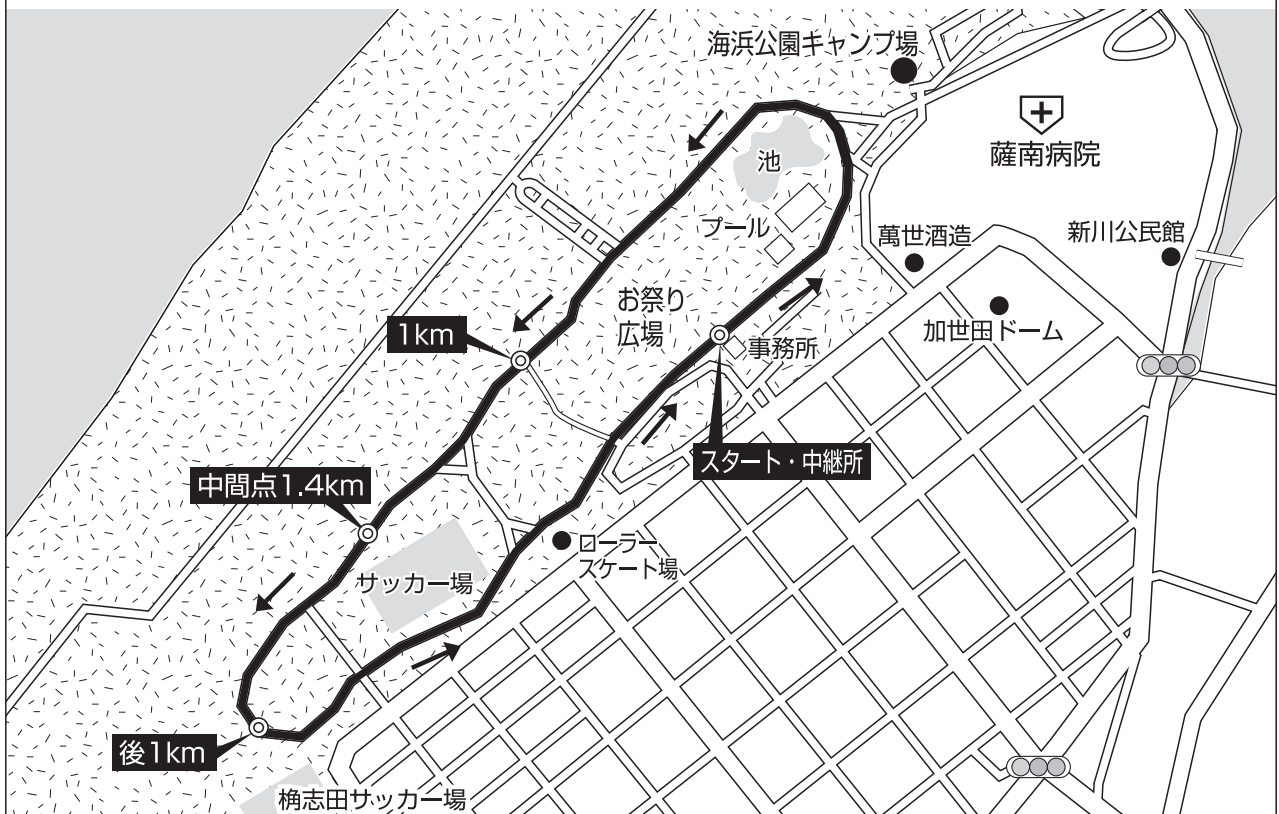 海浜公園キャンプ場
薩南病院
池
プール
萬世酒造
新川公民館
お祭り
広場
加世田ドーム
1km
事務所
スタート・中継所
中間点1.4km
ローラー
スケート場
サッカー場
後1km
桷志田サッカー場